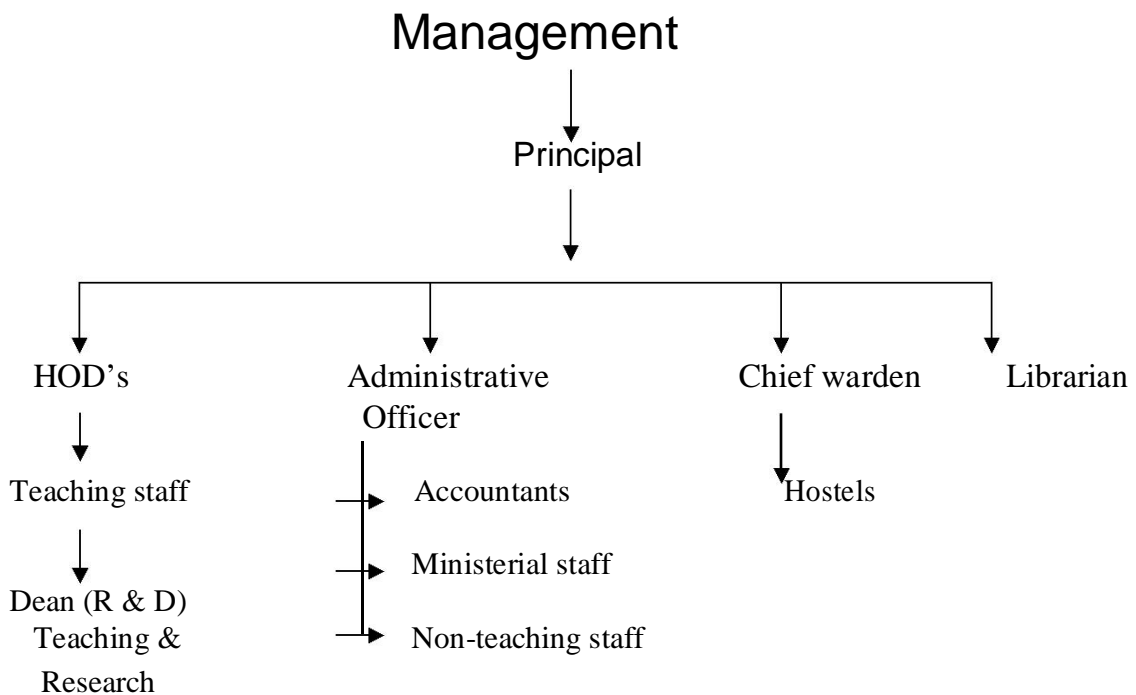 Management
Principal
HOD’s
Administrative
Officer
Chief warden
Librarian
Teaching staff
Accountants
Hostels
Ministerial staff
Dean (R & D)
Teaching &
Research
Non-teaching staff